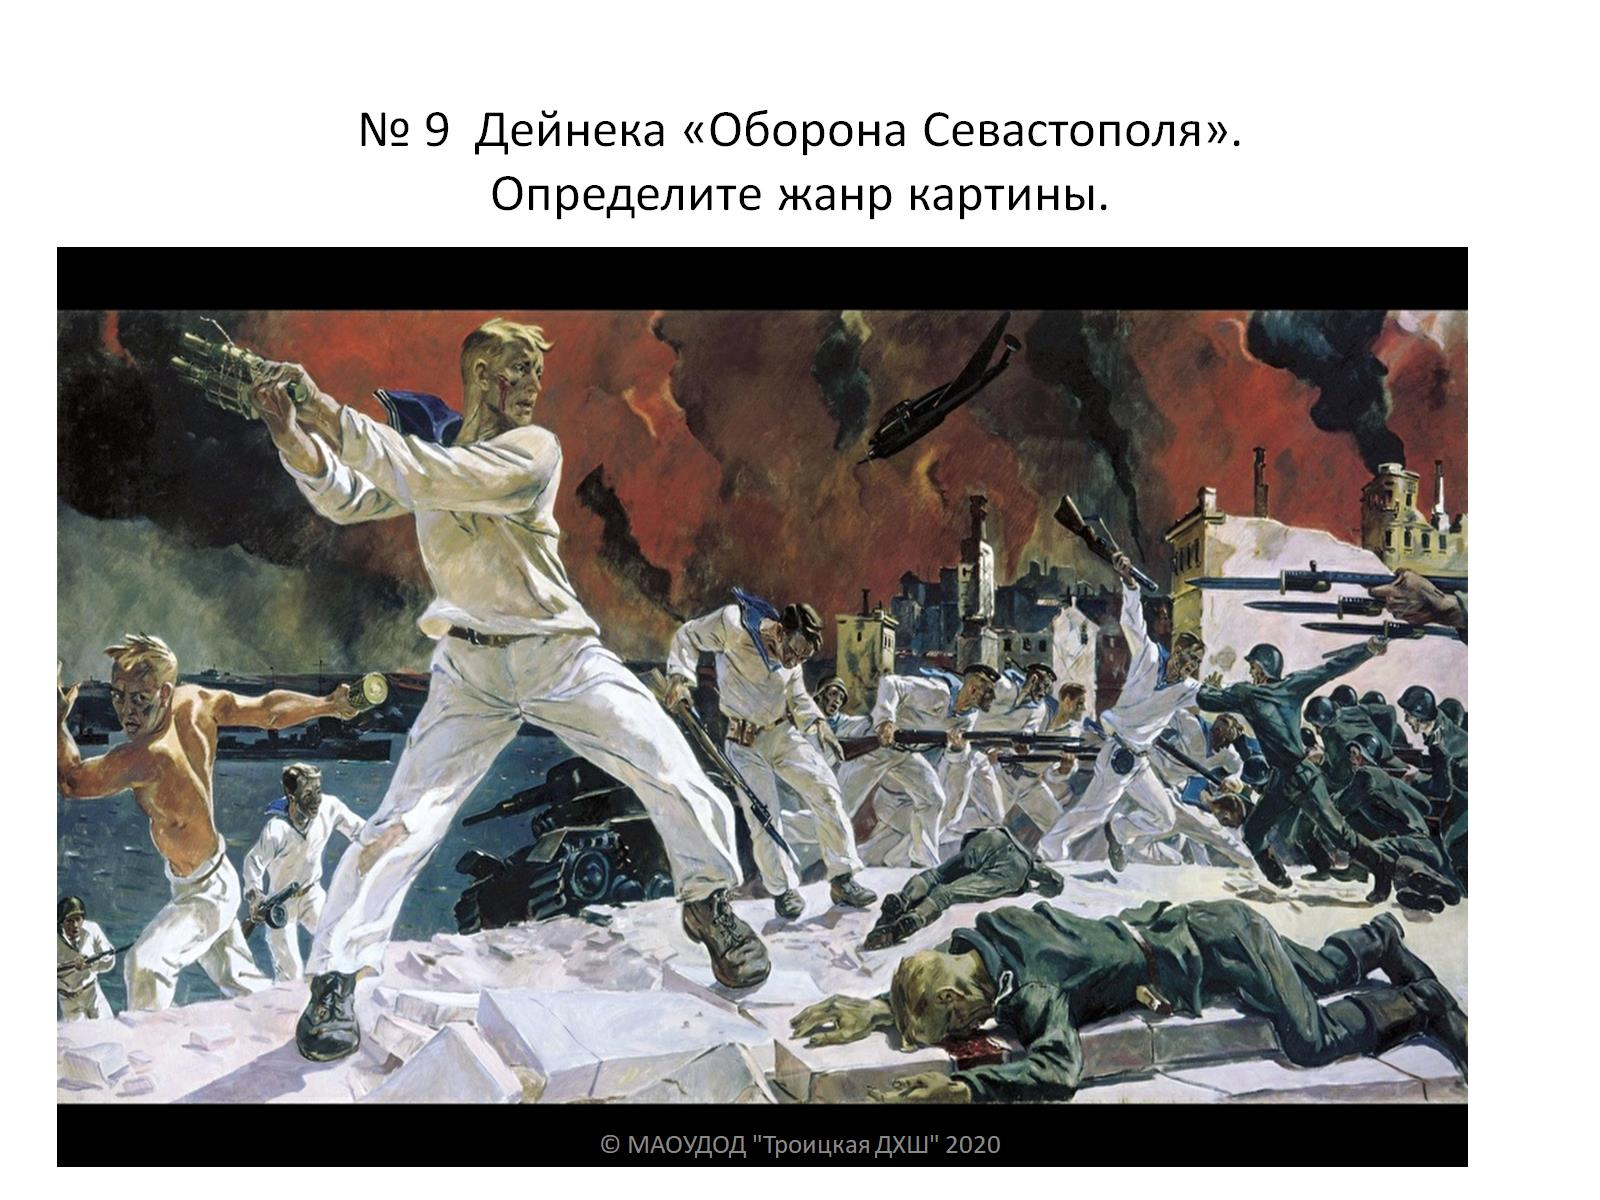 № 9 Дейнека «Оборона Севастополя».
Определите жанр картины.
© МАОУДОД "Троицкая ДХШ" 2020